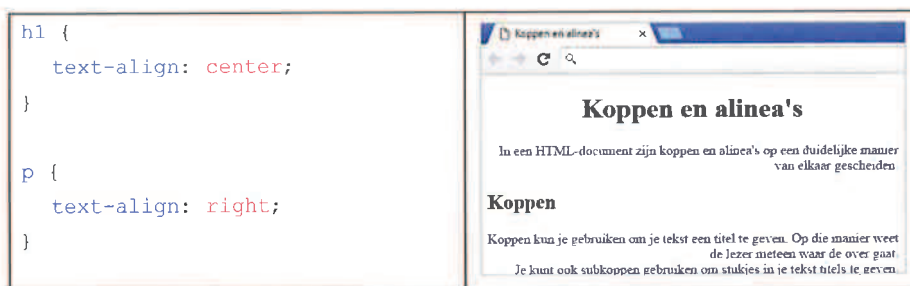 h1 {
text-align: center;
}
p {
text-align: right;
}
Koppen en alinea's
Koppen en alinea's
In een HTML-document zijn koppen en alinea's op een duidelijke manier
van elkaar gescheiden.
Koppen
Koppen kun je gebruiken om je tekst een titel te geven. Op die manier weet
de lezer meteen waar de over gaat.
Je kunt ook subkoppen gebruiken om stukjes in je tekst titels te geven.